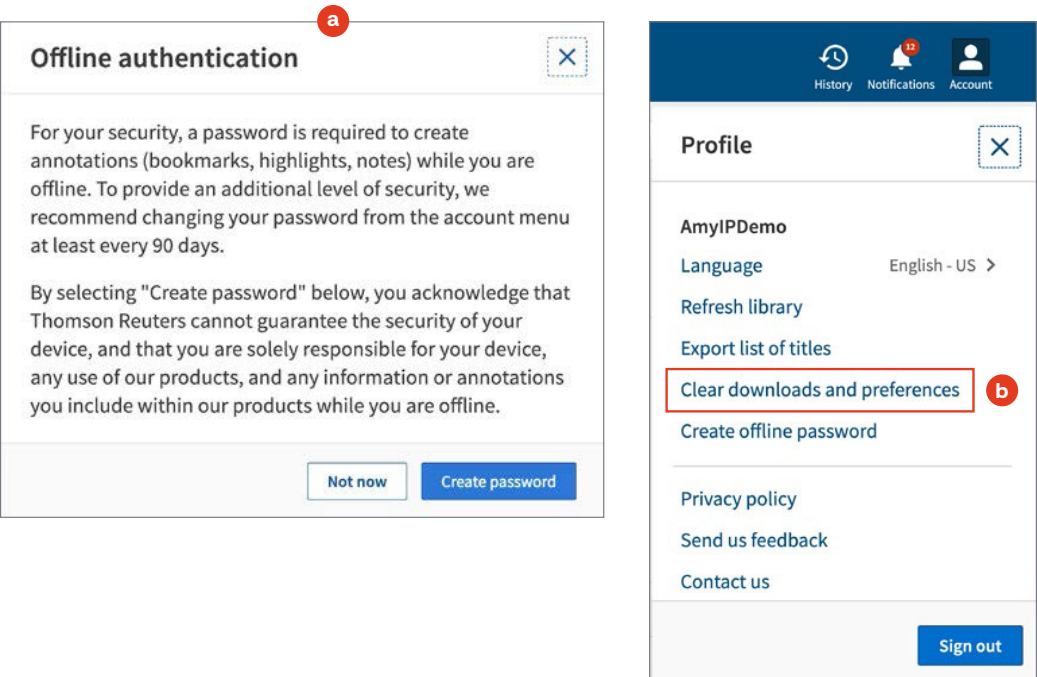 a
Offline authentication
For your security, a password is required to create
annotations (bookmarks, highlights, notes) while you are
offline. To provide an additional level of security, we
recommend changing your password from the account menu
at least every 90 days.
By selecting "Create password" below, you acknowledge that
Thomson Reuters cannot guarantee the security of your
device, and that you are solely responsible for your device,
any use of our products, and any information or annotations
you include within our products while you are offline.
Not now
Create password
12
History Notifications Account
Profile
AmyIPDemo
Language English - US
Refresh library
Export list of titles
Clear downloads and preferences
b
Create offline password
Privacy policy
Send us feedback
Contact us
Sign out